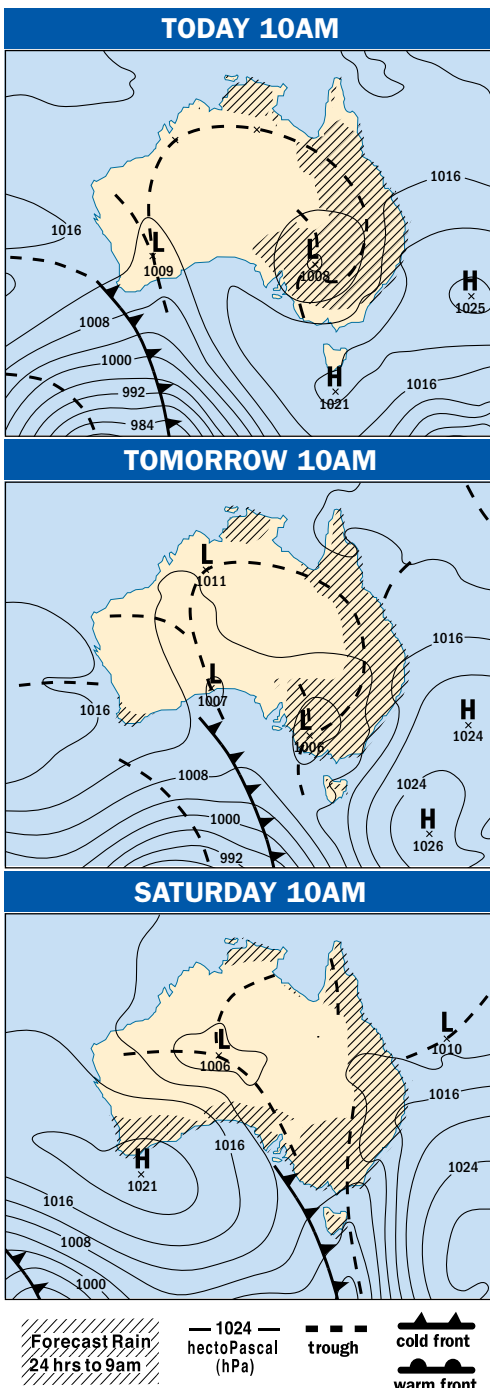 TODAY 10AM
1016
1016
L
1009
L
1008
H
1025
1008
1000
992
984
H
1021
1016
TOMORROW 10AM
L
1011
1016
L
1007
1016
L
1006
H
1024
1008
1024
1000
H
1026
992
SATURDAY 10AM
L
1010
L
1006
1016
1016
H
1021
1024
1016
1008
1000
Forecast Rain
24 hrs to 9am
1024
hectoPascal
(hPa)
trough
cold front
warm front